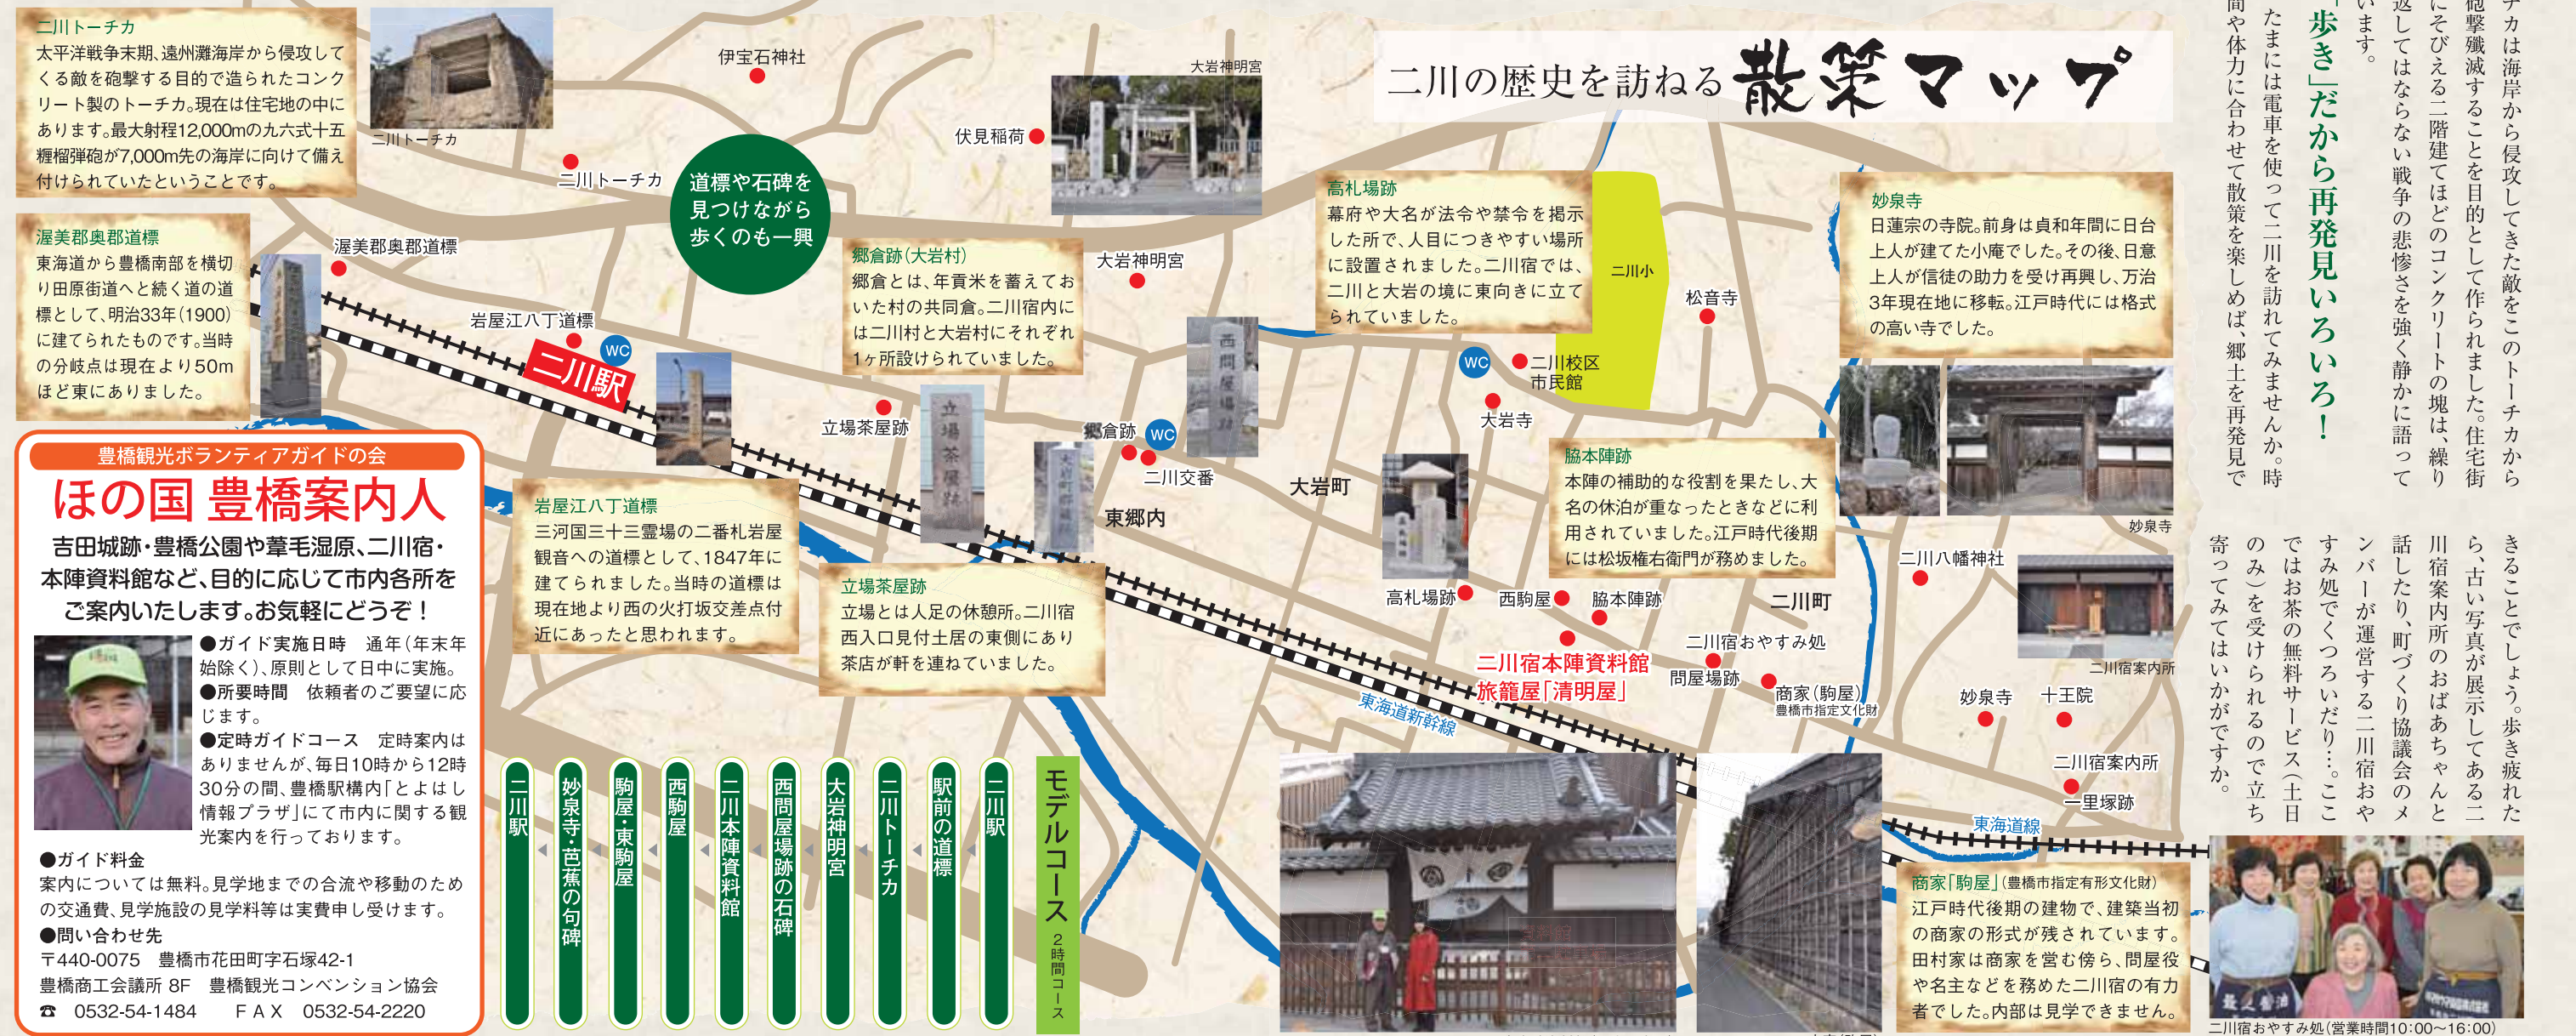 二川の歴史を訪ねる散策マップ
二川トーチカ
太平洋戦争末期、遠州灘海岸から侵攻して
くる敵を砲撃する目的で造られたコンク
リート製のトーチカ。現在は住宅地の中に
あります。最大射程12,000mの九六式十五
糎榴弾砲が7,000m先の海岸に向けて備え
付けられていたということです。
二川トーチカ
二川トーチカ
伊宝石神社
伏見稲荷
大岩神明宮
道標や石碑を
見つけながら
歩くのも一興
渥美郡奥郡道標
東海道から豊橋南部を横切
り田原街道へと続く道の道
標として、明治33年(1900)
に建てられたものです。当時
の分岐点は現在より50m
ほど東にありました。
渥美郡奥郡道標
岩屋江八丁道標
WC
二川駅
郷倉跡(大岩村)
郷倉とは、年貢米を蓄えてお
いた村の共同倉。二川宿内に
は二川村と大岩村にそれぞれ
1ヶ所設けられていました。
大岩神明宮
高札場跡
幕府や大名が法令や禁令を掲示
した所で、人目につきやすい場所
に設置されました。二川宿では、
二川と大岩の境に東向きに立て
られていました。
二川小
松音寺
妙泉寺
日蓮宗の寺院。前身は貞和年間に日台
上人が建てた小庵でした。その後、日意
上人が信徒の助力を受け再興し、万治
3年現在地に移転。江戸時代には格式
の高い寺でした。
WC
二川校区
市民館
大岩寺
立場茶屋跡
立場茶屋跡
郷倉跡
WC
二川交番
西問屋場跡
大岩町
東郷内
脇本陣跡
本陣の補助的な役割を果たし、大
名の休泊が重なったときなどに利
用されていました。江戸時代後期
には松坂権右衛門が務めました。
妙泉寺
岩屋江八丁道標
三河国三十三霊場の二番札岩屋
観音への道標として、1847年に
建てられました。当時の道標は
現在地より西の火打坂交差点付
近にあったと思われます。
立場茶屋跡
立場とは人足の休憩所。二川宿
西入口見付土居の東側にあり
茶店が軒を連ねていました。
高札場跡
西駒屋
脇本陣跡
二川町
二川八幡神社
二川宿案内所
二川宿本陣資料館
旅籠屋「清明屋」
二川宿おやすみ処
問屋場跡
商家(駒屋)
豊橋市指定文化財
妙泉寺
十王院
二川宿案内所
一里塚跡
東海道新幹線
東海道線
豊橋観光ボランティアガイドの会
ほの国 豊橋案内人
吉田城跡・豊橋公園や葦毛湿原、二川宿・
本陣資料館など、目的に応じて市内各所を
ご案内いたします。お気軽にどうぞ!
●ガイド実施日時 通年(年末年
始除く)、原則として日中に実施。
●所要時間 依頼者のご要望に応
じます。
●定時ガイドコース 定時案内は
ありませんが、毎日10時から12時
30分の間、豊橋駅構内「とよはし
情報プラザ」にて市内に関する観
光案内を行っております。
●ガイド料金
案内については無料。見学地までの合流や移動のため
の交通費、見学施設の見学料等は実費申し受けます。
●問い合わせ先
〒440-0075 豊橋市花田町字石塚42-1
豊橋商工会議所 8F 豊橋観光コンベンション協会
☎ 0532-54-1484 FAX 0532-54-2220
モデルコース 2時間コース
二川駅
駅前の道標
二川トーチカ
大岩神明宮
西問屋場跡の石碑
二川本陣資料館
西駒屋
駒屋・東駒屋
妙泉寺・芭蕉の句碑
二川駅
商家「駒屋」(豊橋市指定有形文化財)
江戸時代後期の建物で、建築当初
の商家の形式が残されています。
田村家は商家を営む傍ら、問屋役
や名主などを務めた二川宿の有力
者でした。内部は見学できません。
二川宿おやすみ処(営業時間10:00〜16:00)
チカは海岸から侵攻してきた敵をこのトーチカから
砲撃殲滅することを目的として作られました。住宅街
にそびえる二階建てほどのコンクリートの塊は、繰り
返してはならない戦争の悲惨さを強く静かに語って
います。
「歩き」だから再発見いろいろ!
たまには電車を使って二川を訪れてみませんか。時
間や体力に合わせて散策を楽しめば、郷土を再発見で
きることでしょう。歩き疲れた
ら、古い写真が展示してある二
川宿案内所のおばあちゃんと
話したり、町づくり協議会のメ
ンバーが運営する二川宿おや
すみ処でくつろいだり…。ここ
ではお茶の無料サービス(土日
のみ)を受けられるので立ち
寄ってみてはいかがですか。